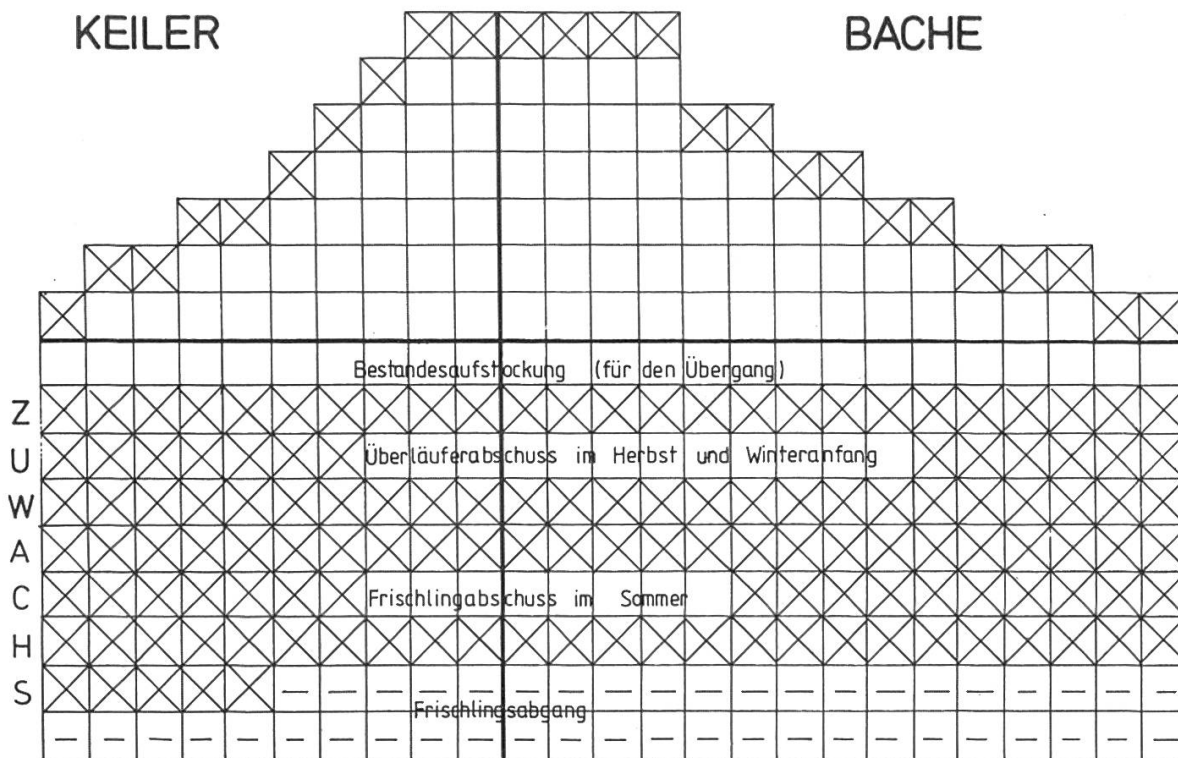 KEILER BACHE
Bestandesaufstockung (für den Übergang)
Z
U
W
A
C
H
S
Überläuferabschuss im Herbst und Winteranfang
Frischlingabschuss im Sommer
Frischlingsabgang